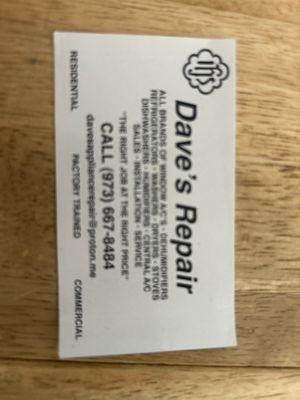 Dave's Repair
ALL BRANDS OF WINDOW A/C'S - DEHUMIDIFIERS
REFRIGERATORS - WASHERS - DRYERS - STOVES
DISHWASHERS - HUMIDIFIERS - CENTRAL A/C
SALES - INSTALLATION - SERVICE
"THE RIGHT JOB AT THE RIGHT PRICE"
CALL (973) 667-8484
davesappliancerepair@proton.me
RESIDENTIAL FACTORY TRAINED COMMERCIAL